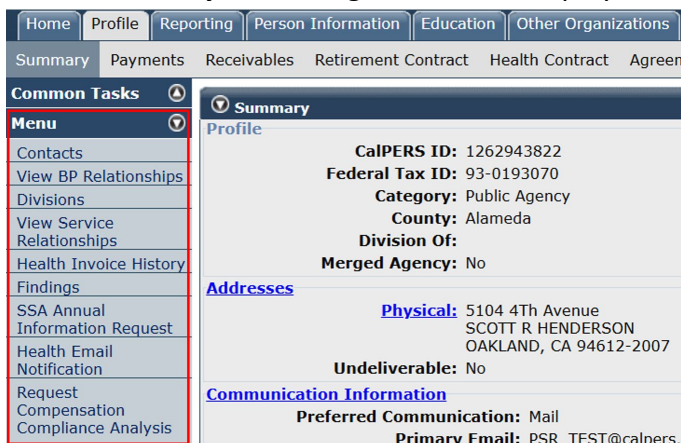 Home Profile Reporting Person Information Education Other Organizations
Summary Payments Receivables Retirement Contract Health Contract
Common Tasks
Menu
Contacts
View BP Relationships
Divisions
View Service
Relationships
Health Invoice History
Findings
SSA Annual
Information Request
Health Email
Notification
Request
Compensation
Compliance Analysis
Summary
Profile
CalPERS ID: 1262943822
Federal Tax ID: 93-0193070
Category: Public Agency
County: Alameda
Division Of:
Merged Agency: No
Addresses
Physical: 5104 4Th Avenue
SCOTT R HENDERSON
OAKLAND, CA 94612-2007
Undeliverable: No
Communication Information
Preferred Communication: Mail
Primary Email: PSR_TEST@calpers.